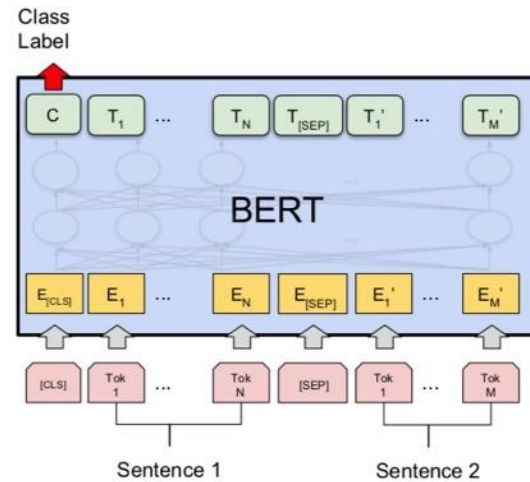 Class
Label
C T1 ... TN T[SEP] T1' ... TM'
BERT
E[CLS] E1 ... EN E[SEP] E1' ... EM'
[CLS] Tok 1 ... Tok N [SEP] Tok 1 ... Tok M
Sentence 1 Sentence 2